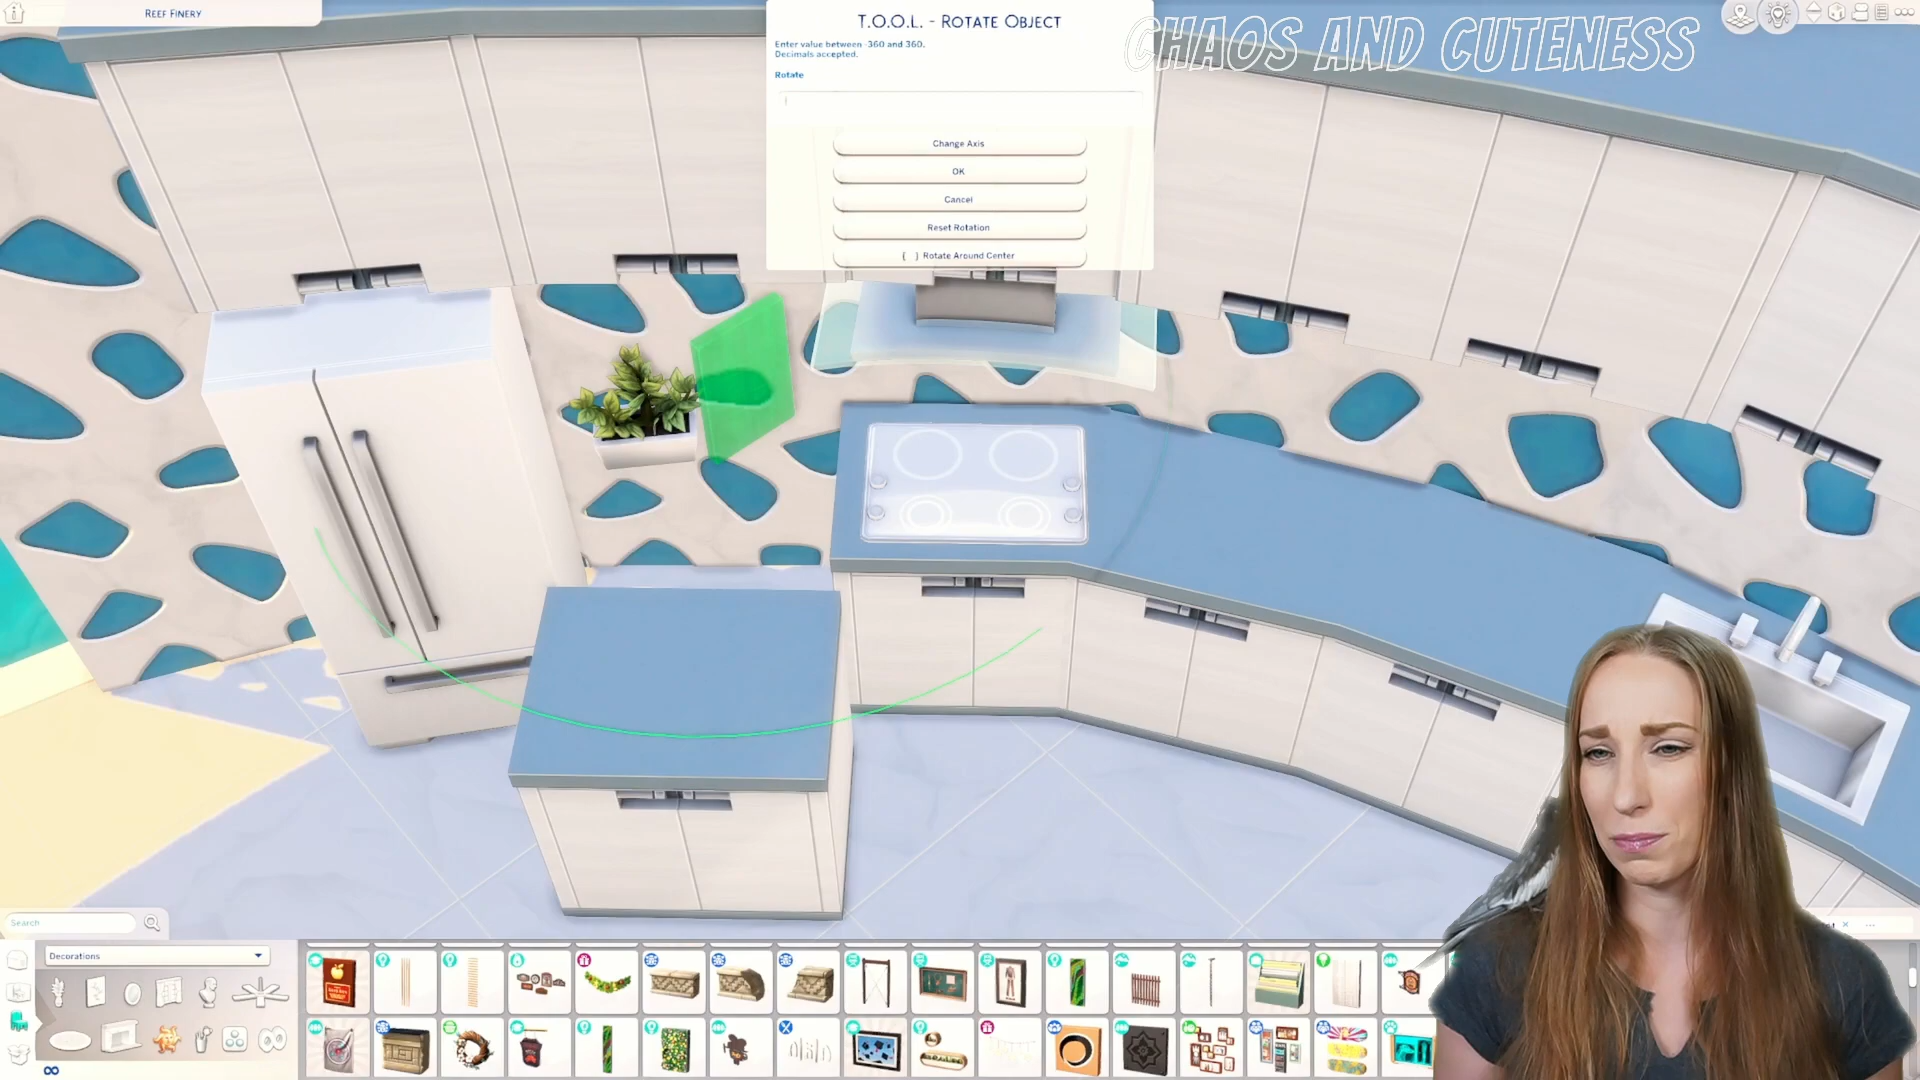 REEF FINERY
T.O.O.L. - ROTATE OBJECT
CHAOS AND CUTENESS
Enter value between -360 and 360.
Decimals accepted.
Rotate
Change Axis
OK
Cancel
Reset Rotation
{ } Rotate Around Center
Search
Decorations